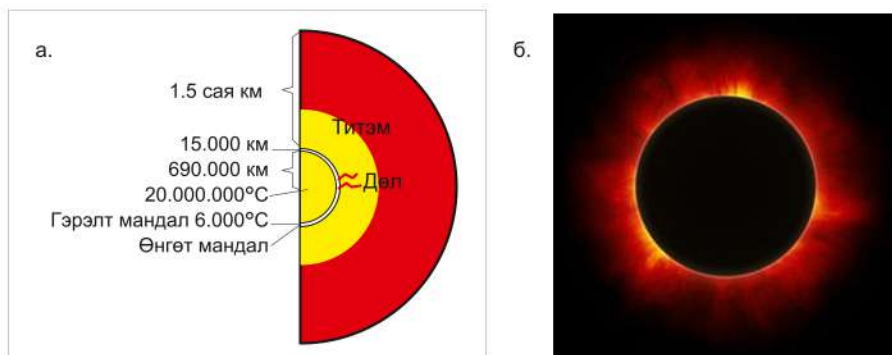 а.
б.
1.5 сая км
Титэм
15.000 км
690.000 км
Дөл
20.000.000°C
Гэрэлт мандал 6.000°C
Өнгөт мандал